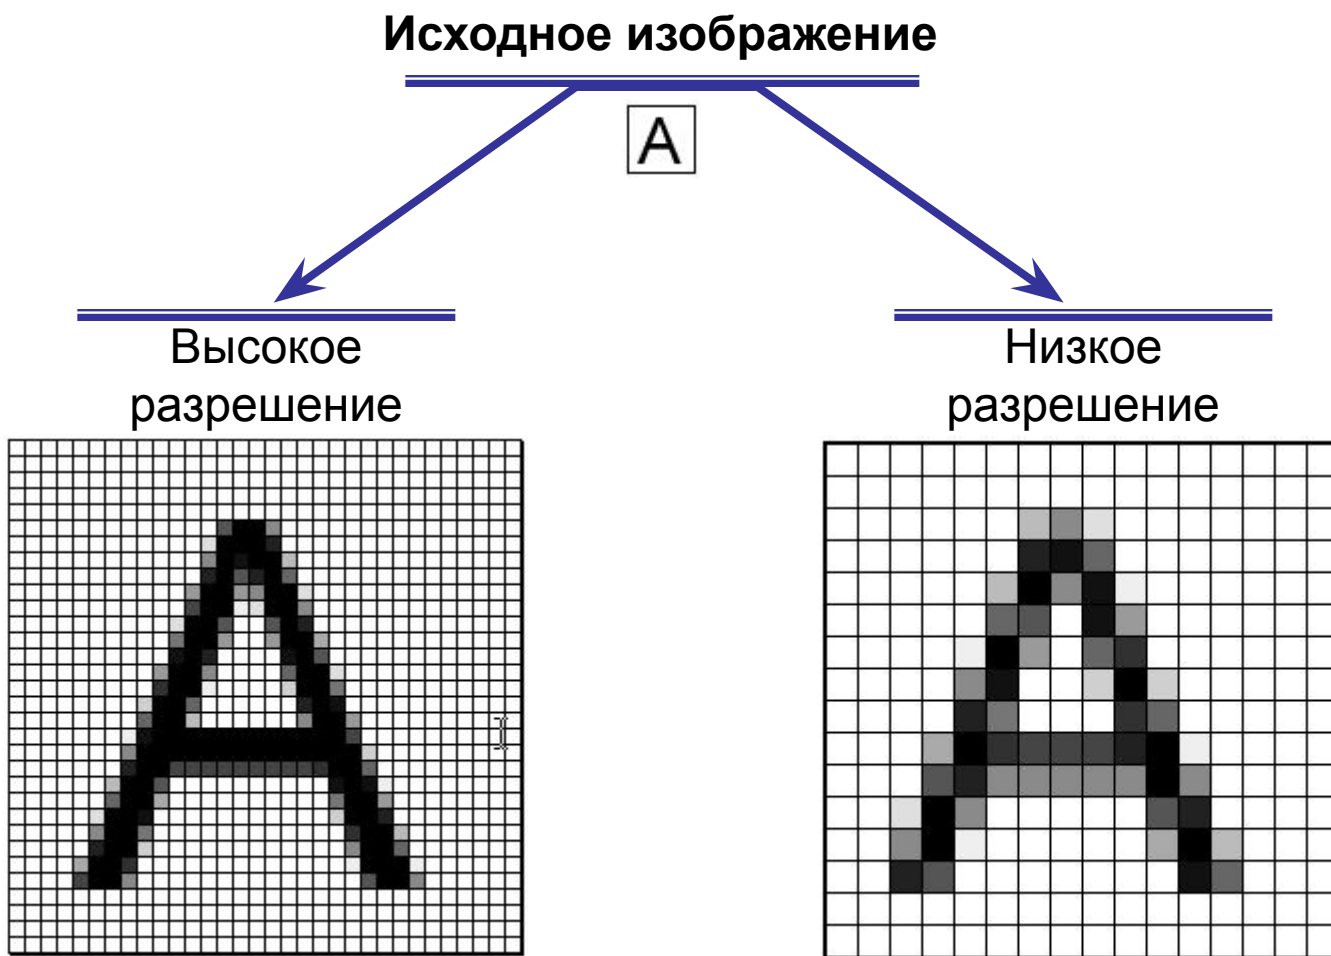 Исходное изображение
А
Высокое
разрешение
Низкое
разрешение